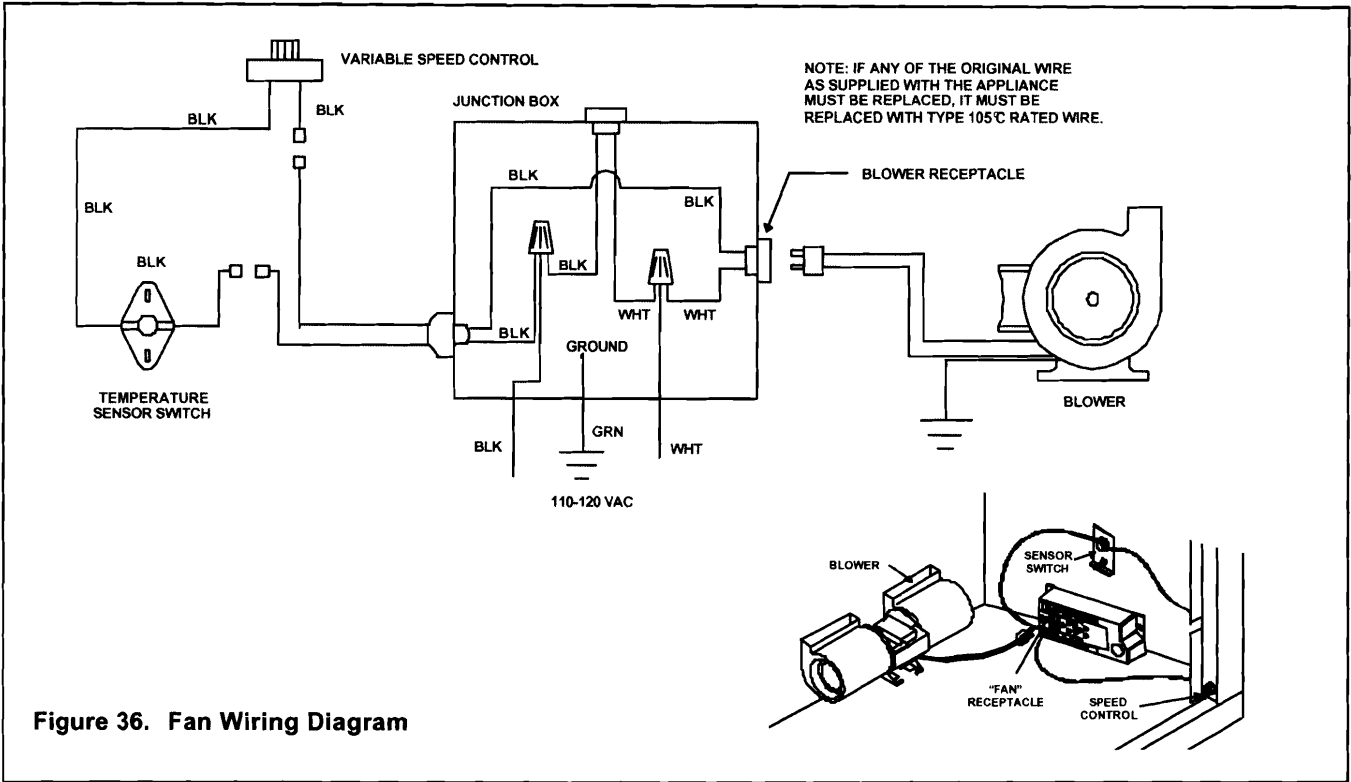 VARIABLE SPEED CONTROL
NOTE: IF ANY OF THE ORIGINAL WIRE
AS SUPPLIED WITH THE APPLIANCE
MUST BE REPLACED, IT MUST BE
REPLACED WITH TYPE 105°C RATED WIRE.
JUNCTION BOX
BLK
BLK
BLK
BLK
BLOWER RECEPTACLE
BLK
BLK
BLK
WHT
WHT
BLK
GROUND
TEMPERATURE
SENSOR SWITCH
BLOWER
BLK
GRN
WHT
110-120 VAC
BLOWER
SENSOR
SWITCH
"FAN"
RECEPTACLE
SPEED
CONTROL
Figure 36. Fan Wiring Diagram